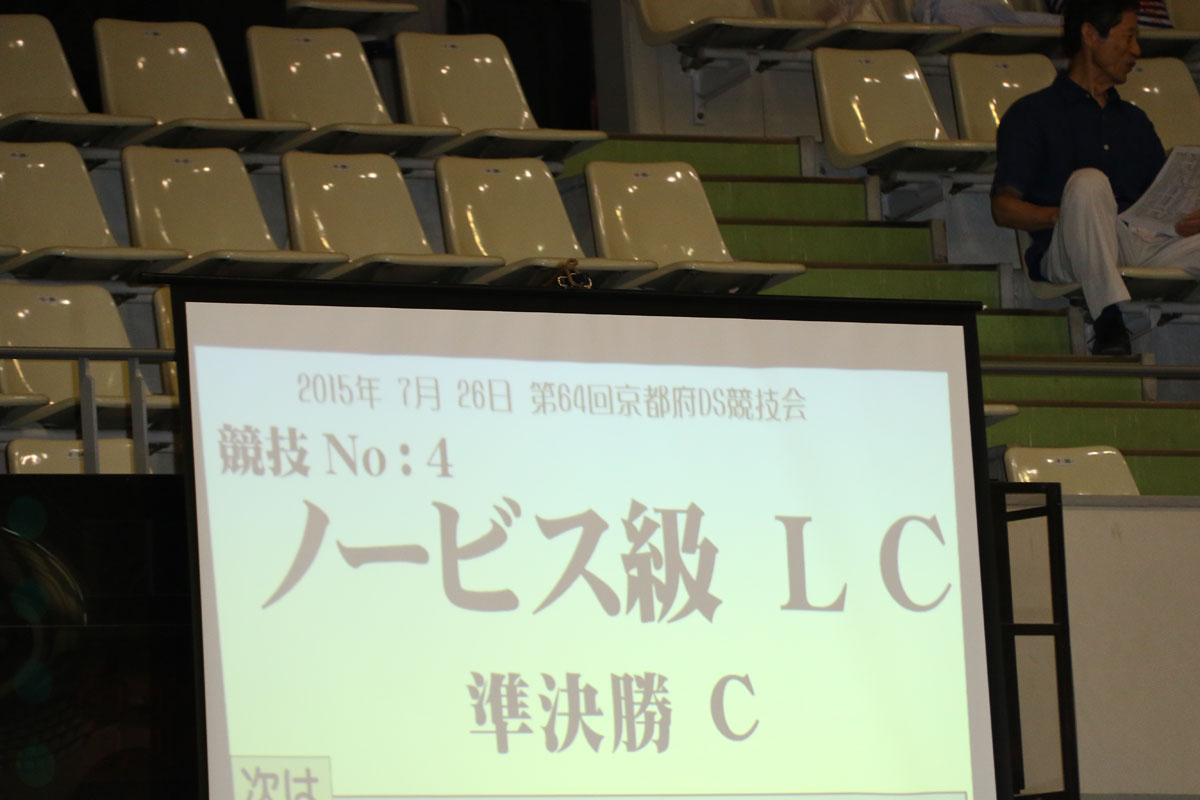 2015年 7月 26日 第64回京都府DS競技会
競技 No : 4
ノービス級 L C
準決勝 C
次は